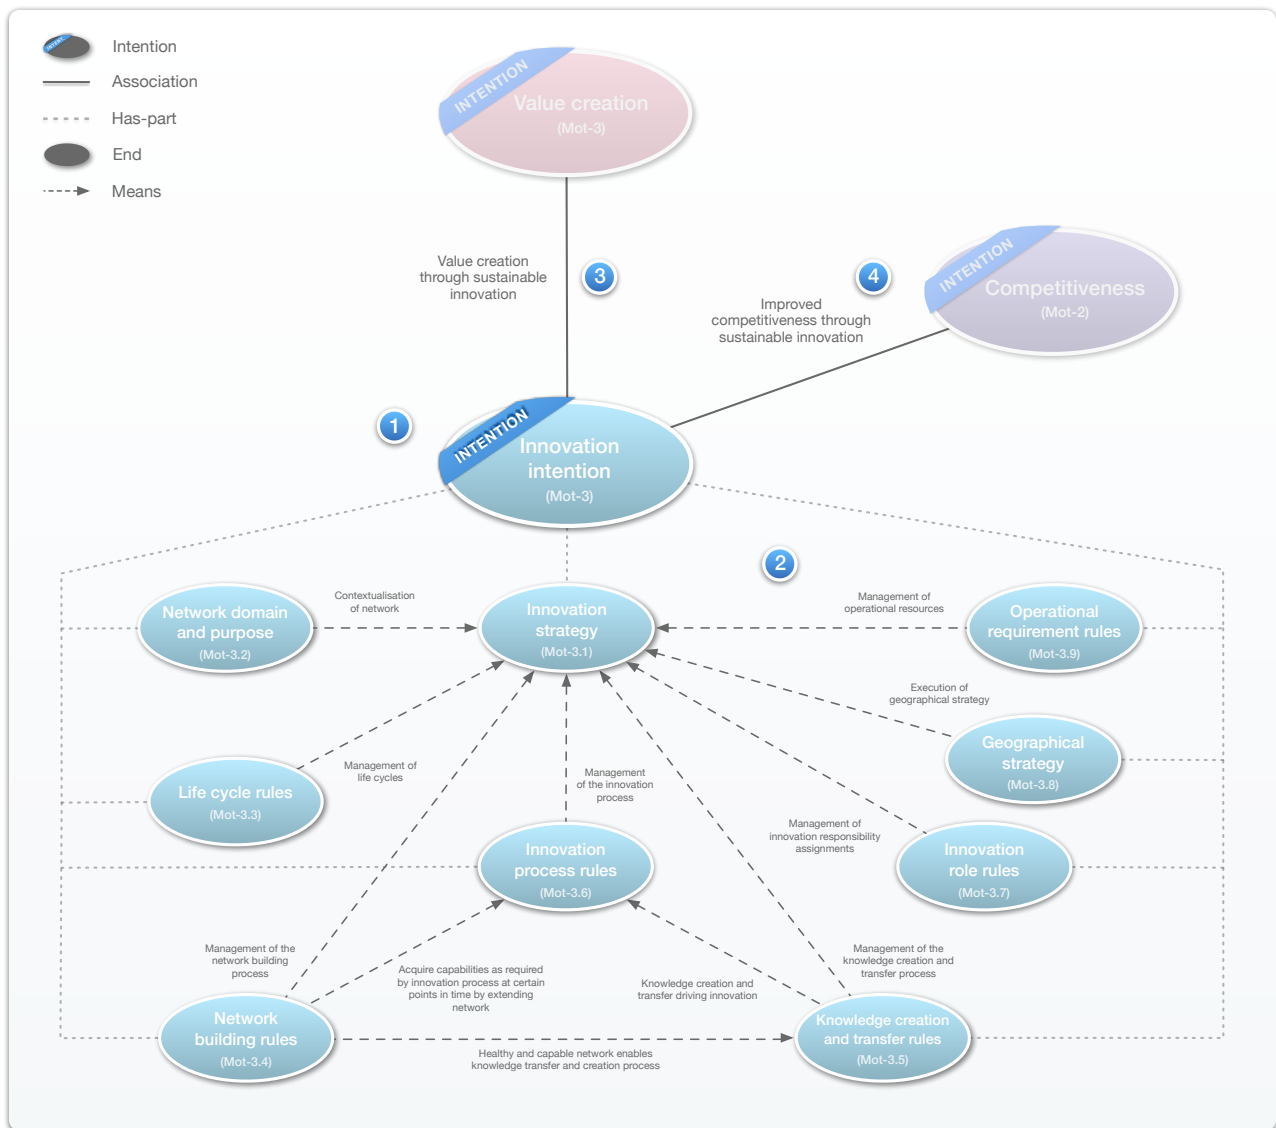 INTENT...
Intention
Association
Has-part
End
Means
INTENTION
Value creation
(Mot-3)
Value creation
through sustainable
innovation
3
4
INTENTION
Competitiveness
(Mot-2)
Improved
competitiveness through
sustainable innovation
1
INTENTION
Innovation
intention
(Mot-3)
2
Network domain
and purpose
(Mot-3.2)
Contextualisation
of network
Innovation
strategy
(Mot-3.1)
Management of
operational resources
Operational
requirement rules
(Mot-3.9)
Execution of
geographical strategy
Geographical
strategy
(Mot-3.8)
Life cycle rules
(Mot-3.3)
Management of
life cycles
Management
of the innovation
process
Management of
innovation responsibility
assignments
Innovation
process rules
(Mot-3.6)
Innovation
role rules
(Mot-3.7)
Management of the
network building
process
Acquire capabilities as required
by innovation process at certain
points in time by extending
network
Knowledge creation and
transfer driving innovation
Management of the
knowledge creation and
transfer process
Network
building rules
(Mot-3.4)
Healthy and capable network enables
knowledge transfer and creation process
Knowledge creation
and transfer rules
(Mot-3.5)